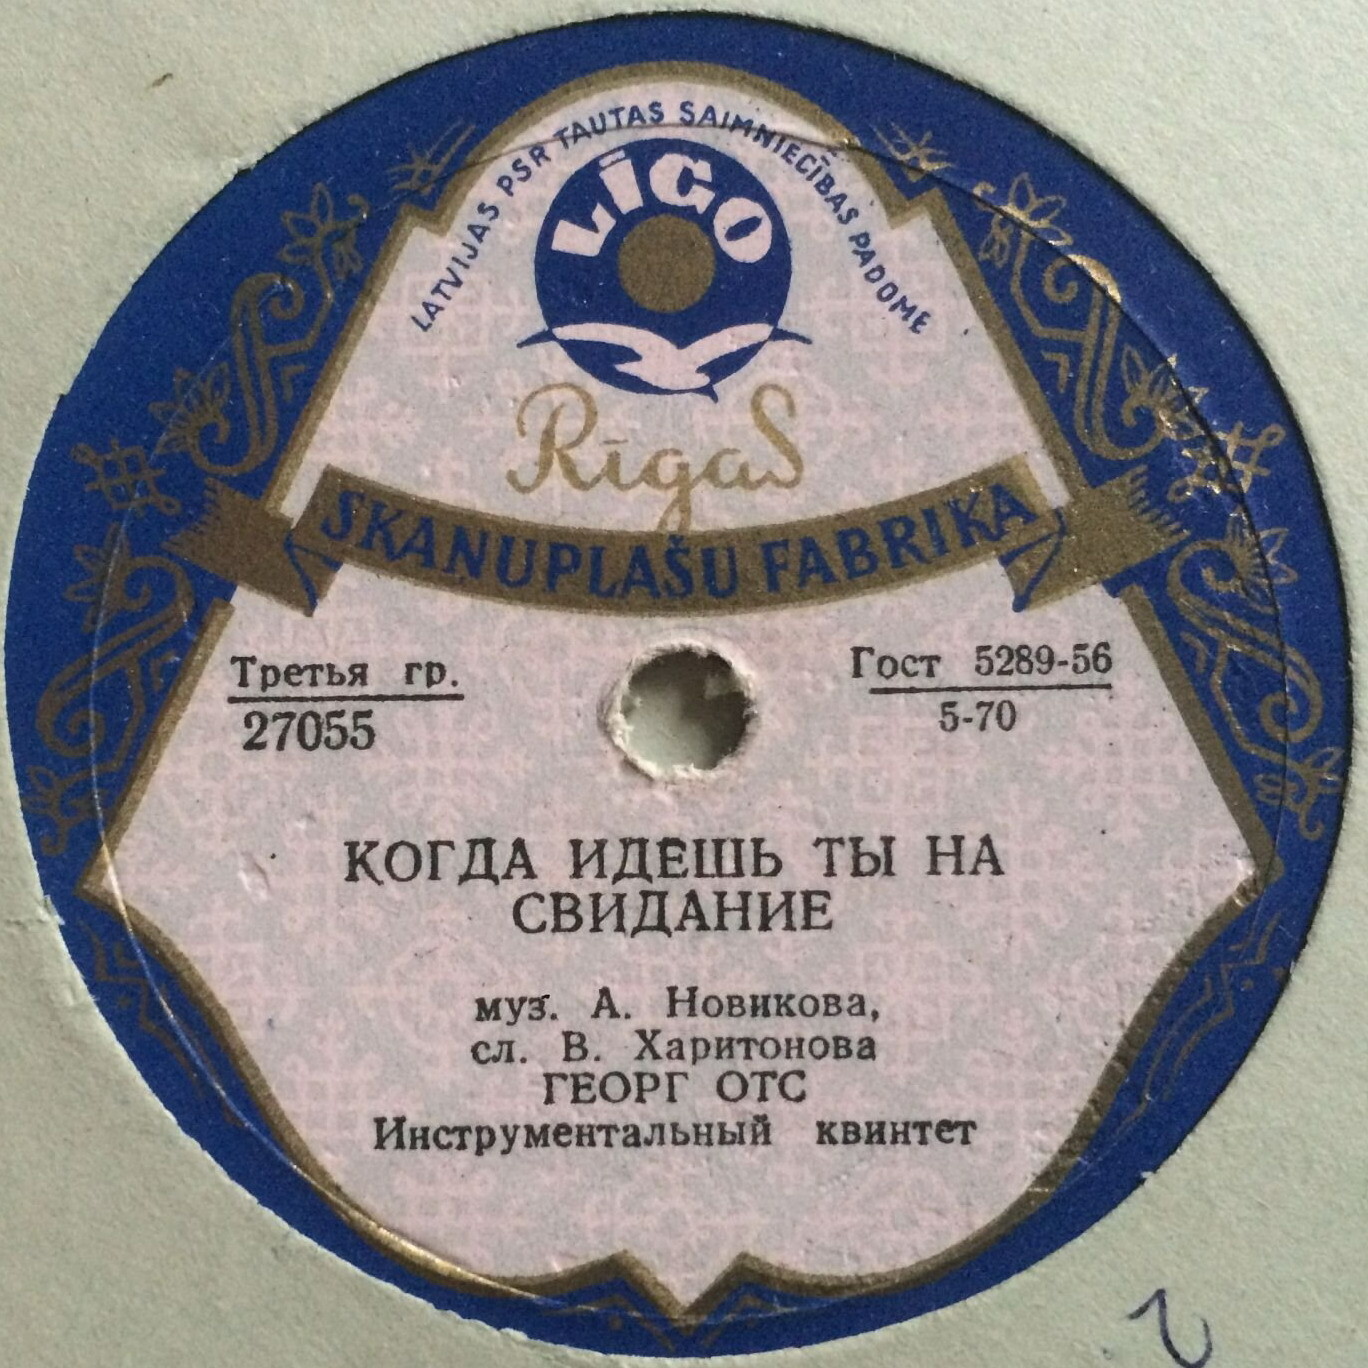 LATVIJAS PSR TAUTAS SAIMNIECĪBAS PADOME
LĪGO
Rīgas
SKAŅUPLAŠU FABRIKA
Третья гр.
27055
Гост 5289-56
5-70
КОГДА ИДЕШЬ ТЫ НА
СВИДАНИЕ
муз. А. Новикова,
сл. В. Харитонова
ГЕОРГ ОТС
Инструментальный квинтет